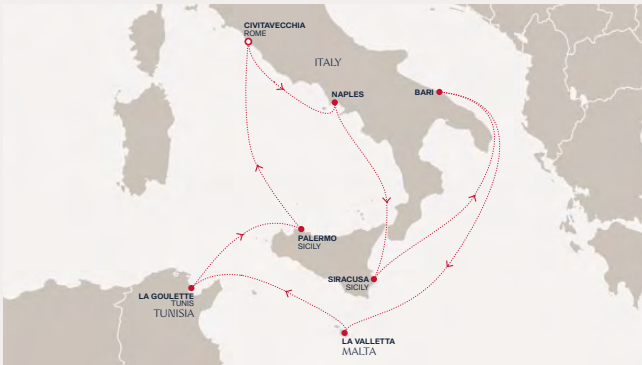 CIVITAVECCHIA
ROME
ITALY
NAPLES
BARI
PALERMO
SICILY
SIRACUSA
SICILY
LA GOULETTE
TUNIS
TUNISIA
LA VALLETTA
MALTA